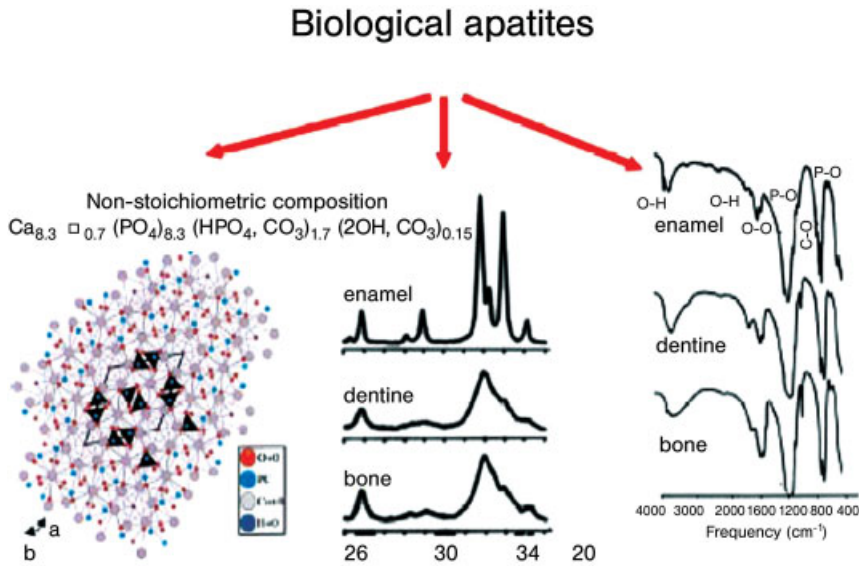 Biological apatites
Non-stoichiometric composition
Ca8.3 □ 0.7 (PO4)8.3 (HPO4, CO3)1.7 (2OH, CO3)0.15
a
b
enamel
dentine
bone
26 30 34 20
O–H
O–H
P–O
P–O
enamel
O–O
C–O
dentine
bone
4000 3000 2000 1600 1200 800 400
Frequency (cm⁻¹)